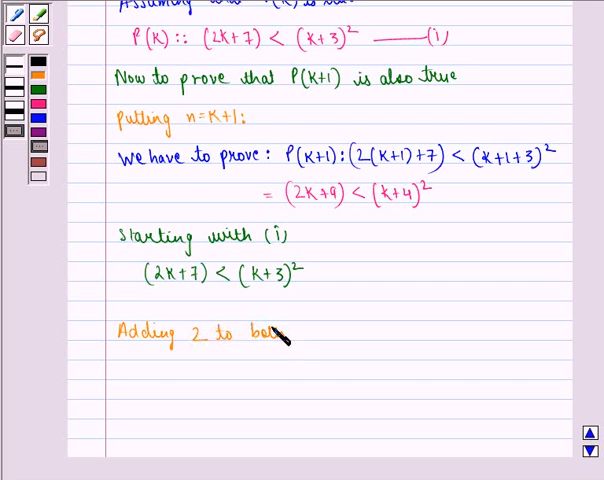 P(k) :: (2k+7) < (k+3)² ——— (i)
Now to prove that P(k+1) is also true
Putting n=k+1:
We have to prove: P(k+1): (2(k+1)+7) < (k+1+3)²
= (2k+9) < (k+4)²
Starting with (i)
(2k+7) < (k+3)²
Adding 2 to